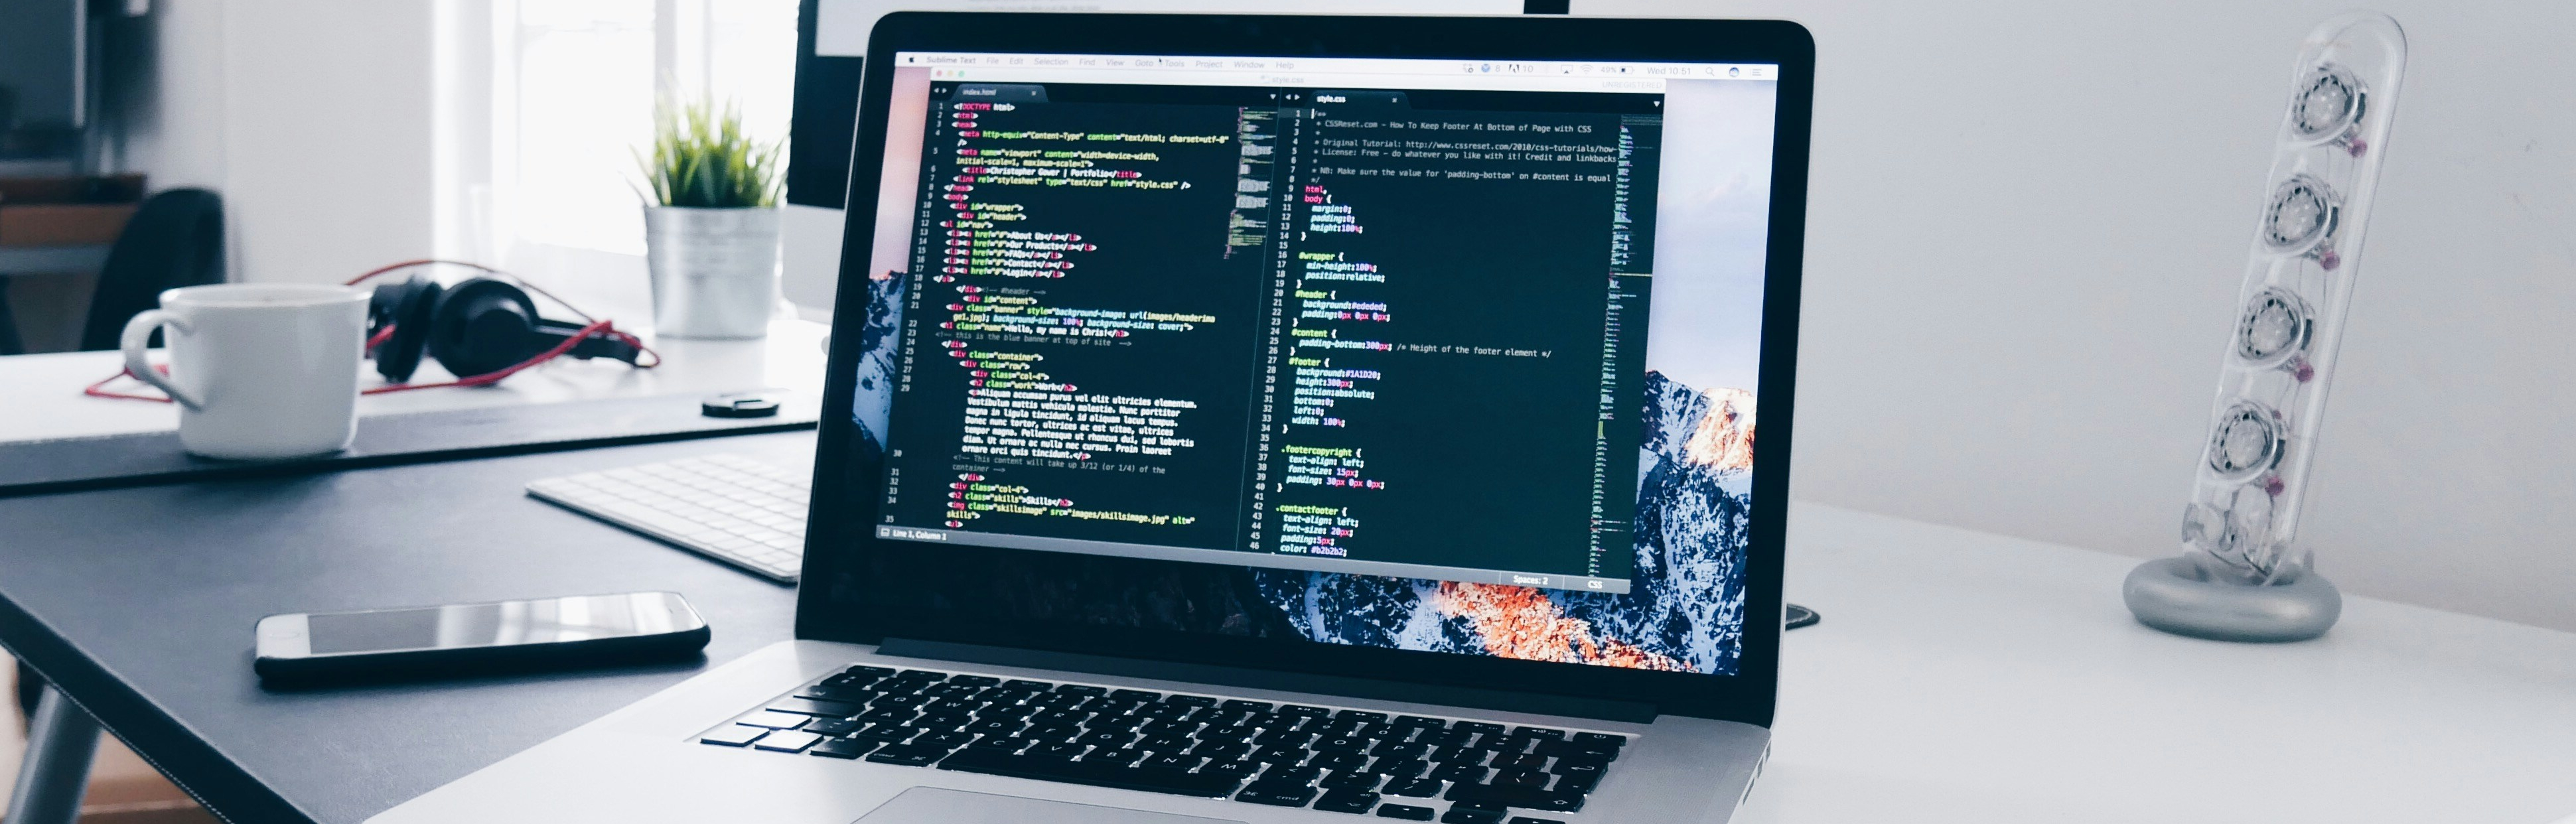 Sublime Text File Edit Selection Find View Goto Tools Project Window Help
49% Wed 10:51
style.css
UNREGISTERED
index.html
1 <!DOCTYPE html>
2 <html>
3 <head>
4 <meta http-equiv="Content-Type" content="text/html; charset=utf-8"
/>
5 <meta name="viewport" content="width=device-width,
initial-scale=1, maximum-scale=1">
6 <title>Christopher Gower | Portfolio</title>
7 <link rel="stylesheet" type="text/css" href="style.css" />
8 </head>
9 <body>
10 <div id="wrapper">
11 <div id="header">
12 <ul id="nav">
13 <li><a href="#">About Us</a></li>
14 <li><a href="#">Our Products</a></li>
15 <li><a href="#">FAQs</a></li>
16 <li><a href="#">Contact</a></li>
17 <li><a href="#">Login</a></li>
18 </ul>
19 </div><!-- #header -->
20 <div id="content">
21 <div class="banner" style="background-image: url(images/headerima
ge1.jpg); background-size: 100%; background-size: cover;">
22 <h1 class="name">Hello, my name is Chris!</h1>
23 <!-- this is the blue banner at top of site -->
24 </div>
25 <div class="container">
26 <div class="row">
27 <div class="col-4">
28 <h2 class="work">Work</h2>
29 <p>Aliquam accumsan purus vel elit ultricies elementum.
Vestibulum mattis vehicula molestie. Nunc porttitor
magna in ligula tincidunt, id aliquam lacus tempus.
Donec nunc tortor, ultrices ac est vitae, ultrices
tempor magna. Pellentesque ut rhoncus dui, sed lobortis
diam. Ut ornare ac nulla nec cursus. Proin laoreet
ornare orci quis tincidunt.</p>
30 <!-- This content will take up 3/12 (or 1/4) of the
container -->
31 </div>
32 <div class="col-4">
33 <h2 class="skills">Skills</h2>
34 <img class="skillsimage" src="images/skillsimage.jpg" alt="
skills">
35 <ul>
Line 1, Column 1
style.css
1 /**
2 * CSSReset.com - How To Keep Footer At Bottom of Page with CSS
3 *
4 * Original Tutorial: http://www.cssreset.com/2010/css-tutorials/how-
5 * License: Free - do whatever you like with it! Credit and linkbacks
6 *
7 * NB: Make sure the value for 'padding-bottom' on #content is equal
8 */
9 html,
10 body {
11 margin:0;
12 padding:0;
13 height:100%;
14 }
15
16 #wrapper {
17 min-height:100%;
18 position:relative;
19 }
20 #header {
21 background:#ededed;
22 padding:0px 0px 0px;
23 }
24 #content {
25 padding-bottom:300px; /* Height of the footer element */
26 }
27 #footer {
28 background:#1A1D20;
29 height:300px;
30 position:absolute;
31 bottom:0;
32 left:0;
33 width: 100%;
34 }
35
36 .footercopyright {
37 text-align: left;
38 font-size: 15px;
39 padding: 30px 0px 0px;
40 }
41
42 .contactfooter {
43 text-align: left;
44 font-size: 20px;
45 padding:5px;
46 color: #b2b2b2;
Spaces: 2 CSS
cmd